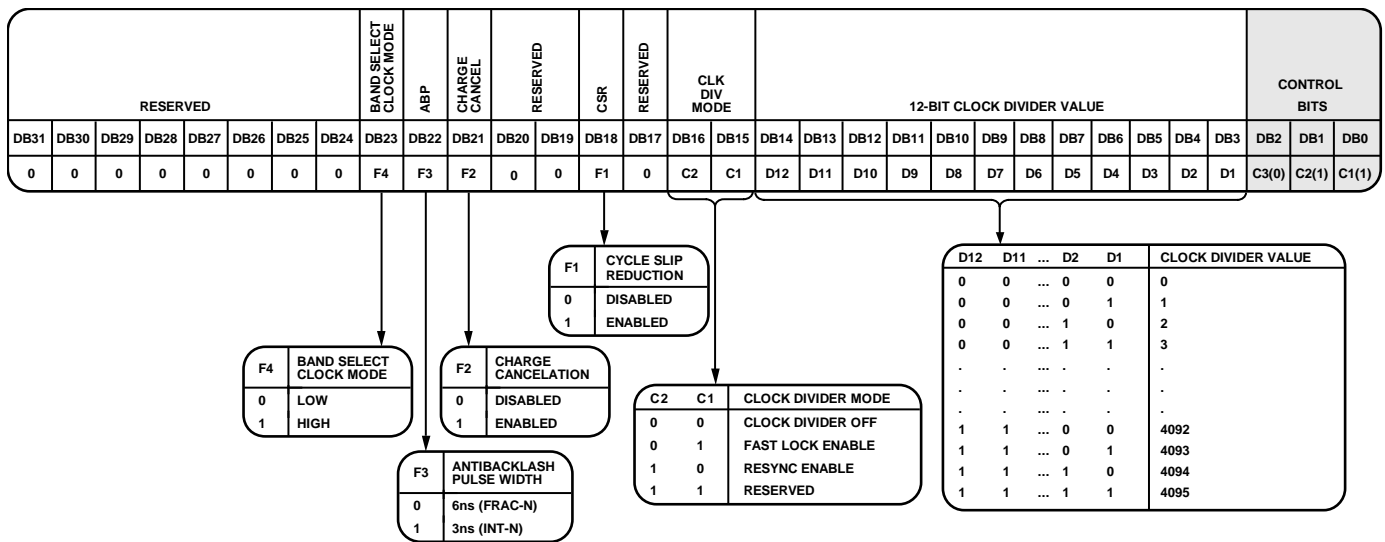 RESERVED
BAND SELECT
CLOCK MODE
ABP
CHARGE
CANCEL
RESERVED
CSR
RESERVED
CLK
DIV
MODE
12-BIT CLOCK DIVIDER VALUE
CONTROL
BITS
DB31 DB30 DB29 DB28 DB27 DB26 DB25 DB24 DB23 DB22 DB21 DB20 DB19 DB18 DB17 DB16 DB15 DB14 DB13 DB12 DB11 DB10 DB9 DB8 DB7 DB6 DB5 DB4 DB3 DB2 DB1 DB0
0 0 0 0 0 0 0 0 F4 F3 F2 0 0 F1 0 C2 C1 D12 D11 D10 D9 D8 D7 D6 D5 D4 D3 D2 D1 C3(0) C2(1) C1(1)
F1 CYCLE SLIP
REDUCTION
0 DISABLED
1 ENABLED
F4 BAND SELECT
CLOCK MODE
0 LOW
1 HIGH
F2 CHARGE
CANCELATION
0 DISABLED
1 ENABLED
F3 ANTIBACKLASH
PULSE WIDTH
0 6ns (FRAC-N)
1 3ns (INT-N)
C2 C1 CLOCK DIVIDER MODE
0 0 CLOCK DIVIDER OFF
0 1 FAST LOCK ENABLE
1 0 RESYNC ENABLE
1 1 RESERVED
D12 D11 ... D2 D1 CLOCK DIVIDER VALUE
0 0 ... 0 0 0
0 0 ... 0 1 1
0 0 ... 1 0 2
0 0 ... 1 1 3
. . ... . . .
. . ... . . .
. . ... . . .
1 1 ... 0 0 4092
1 1 ... 0 1 4093
1 1 ... 1 0 4094
1 1 ... 1 1 4095